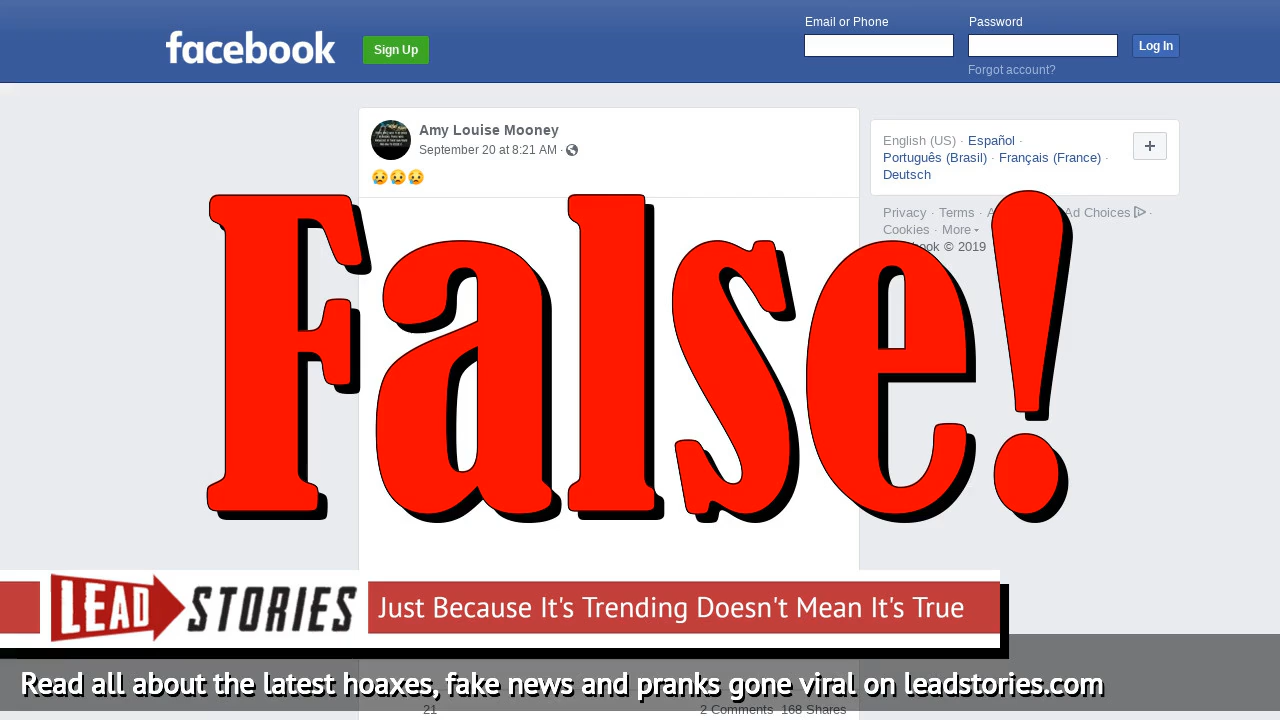 facebook
Sign Up
Email or Phone
Password
Log In
Forgot account?
Amy Louise Mooney
September 20 at 8:21 AM ·
English (US) · Español ·
Português (Brasil) · Français (France) ·
Deutsch
+
Privacy · Terms · Ad Choices ·
Cookies · More
© 2019
False!
LEAD STORIES
Just Because It's Trending Doesn't Mean It's True
Read all about the latest hoaxes, fake news and pranks gone viral on leadstories.com
21
2 Comments 168 Shares